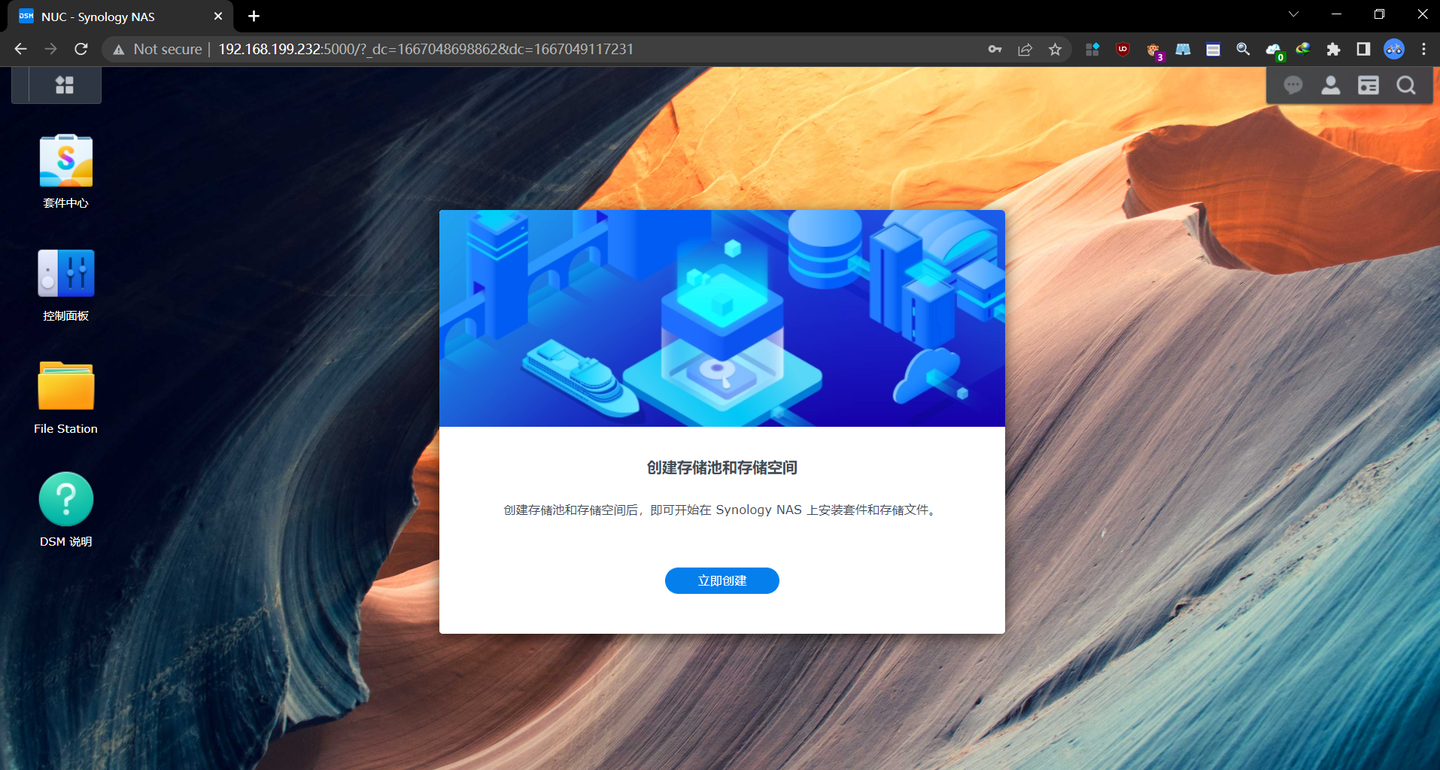 DSM NUC - Synology NAS
Not secure | 192.168.199.232:5000/?_dc=1667048698862&dc=1667049117231
UO
3
0
套件中心
控制面板
File Station
DSM 说明
创建存储池和存储空间
创建存储池和存储空间后，即可开始在 Synology NAS 上安装套件和存储文件。
立即创建